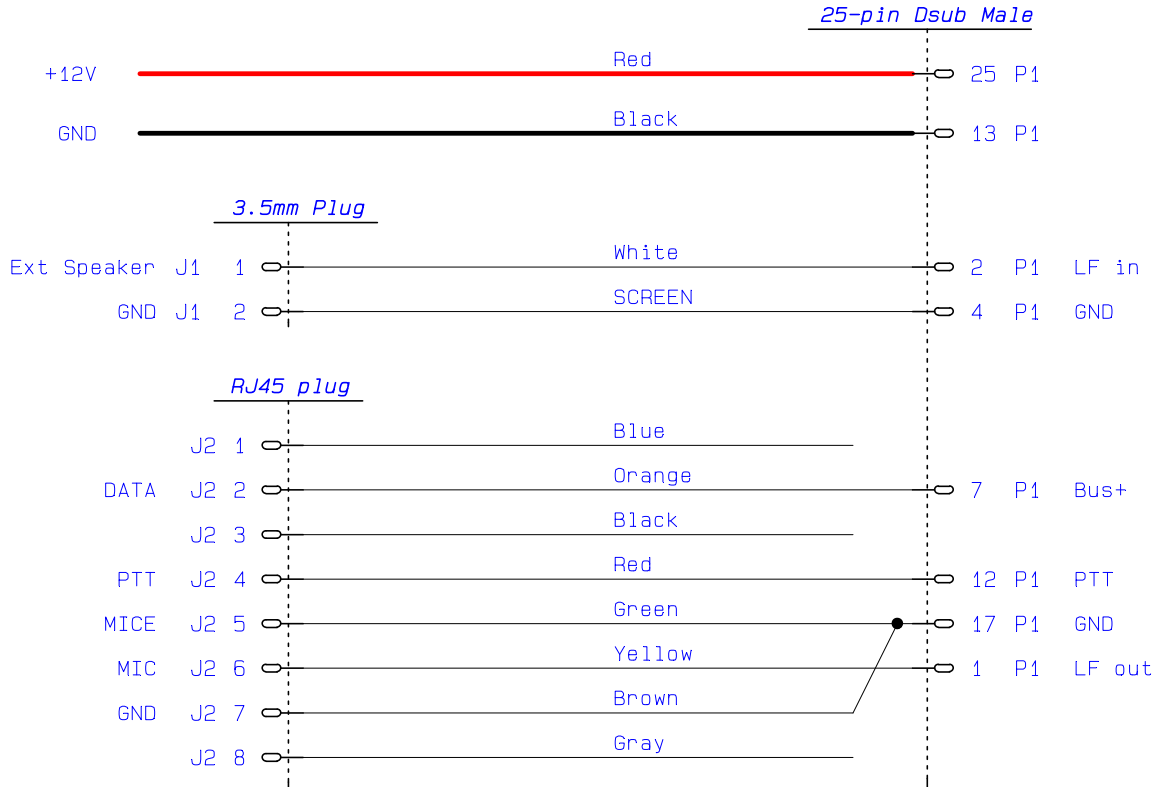 25-pin Dsub Male
Red
+12V 25 P1
Black
GND 13 P1
3.5mm Plug
White
Ext Speaker J1 1 2 P1 LF in
SCREEN
GND J1 2 4 P1 GND
RJ45 plug
Blue
J2 1
Orange
DATA J2 2 7 P1 Bus+
Black
J2 3
Red
PTT J2 4 12 P1 PTT
Green
MICE J2 5 17 P1 GND
Yellow
MIC J2 6 1 P1 LF out
Brown
GND J2 7
Gray
J2 8